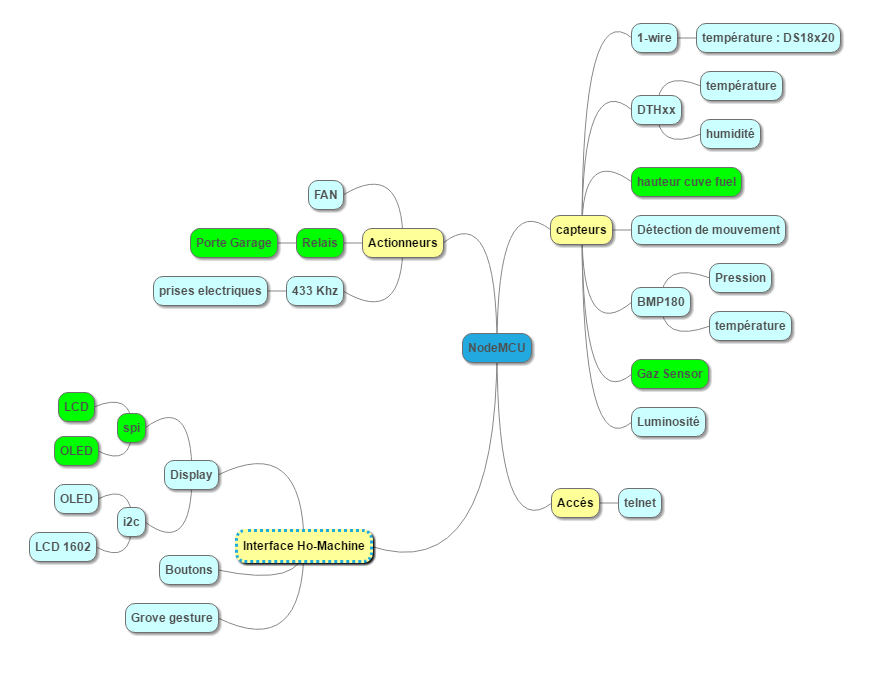 1-wire
température : DS18x20
DTHxx
température
humidité
hauteur cuve fuel
capteurs
Détection de mouvement
BMP180
Pression
température
Gaz Sensor
Luminosité
FAN
Porte Garage
Relais
Actionneurs
prises electriques
433 Khz
NodeMCU
Accés
telnet
LCD
spi
OLED
Display
OLED
i2c
LCD 1602
Interface Ho-Machine
Boutons
Grove gesture